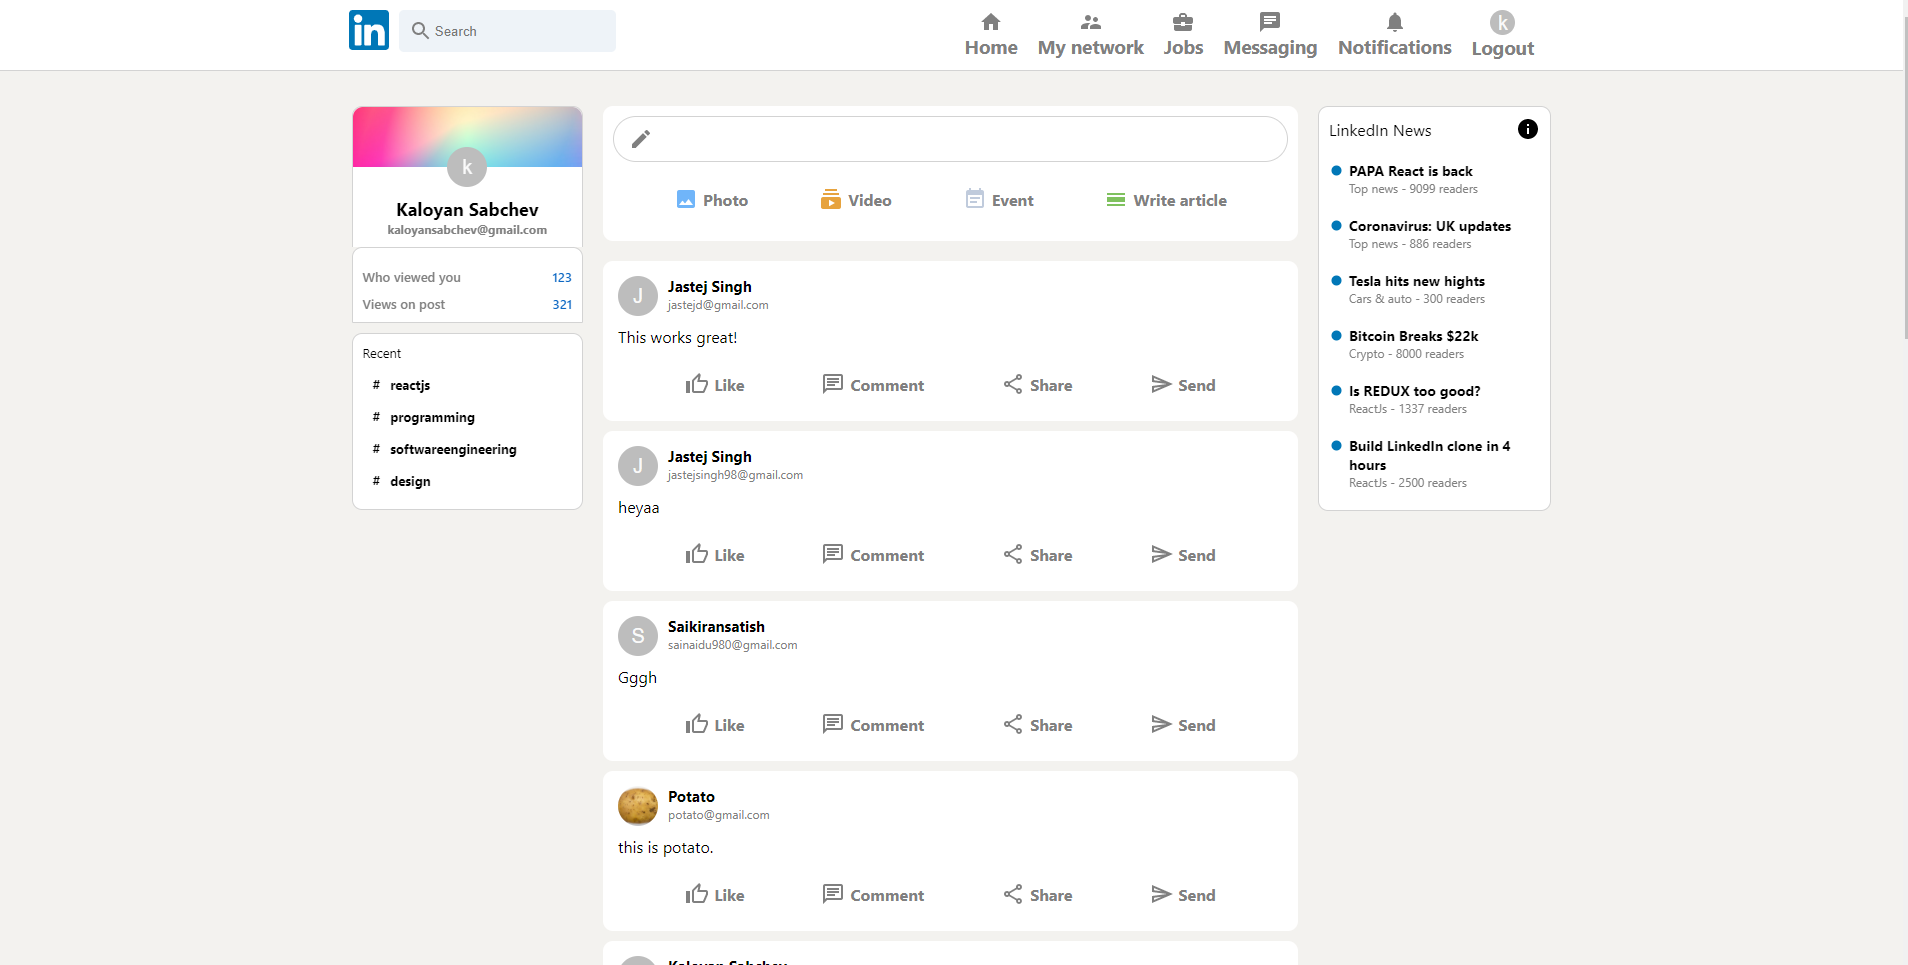 in
Search
Home
My network
Jobs
Messaging
Notifications
k
Logout
k
Kaloyan Sabchev
kaloyansabchev@gmail.com
Who viewed you 123
Views on post 321
Recent
# reactjs
# programming
# softwareengineering
# design
Photo
Video
Event
Write article
J
Jastej Singh
jastejd@gmail.com
This works great!
Like
Comment
Share
Send
J
Jastej Singh
jastejsingh98@gmail.com
heyaa
Like
Comment
Share
Send
S
Saikiransatish
sainaidu980@gmail.com
Gggh
Like
Comment
Share
Send
Potato
potato@gmail.com
this is potato.
Like
Comment
Share
Send
Kaloyan Sabchev
LinkedIn News
PAPA React is back
Top news - 9099 readers
Coronavirus: UK updates
Top news - 886 readers
Tesla hits new hights
Cars & auto - 300 readers
Bitcoin Breaks $22k
Crypto - 8000 readers
Is REDUX too good?
ReactJs - 1337 readers
Build LinkedIn clone in 4
hours
ReactJs - 2500 readers